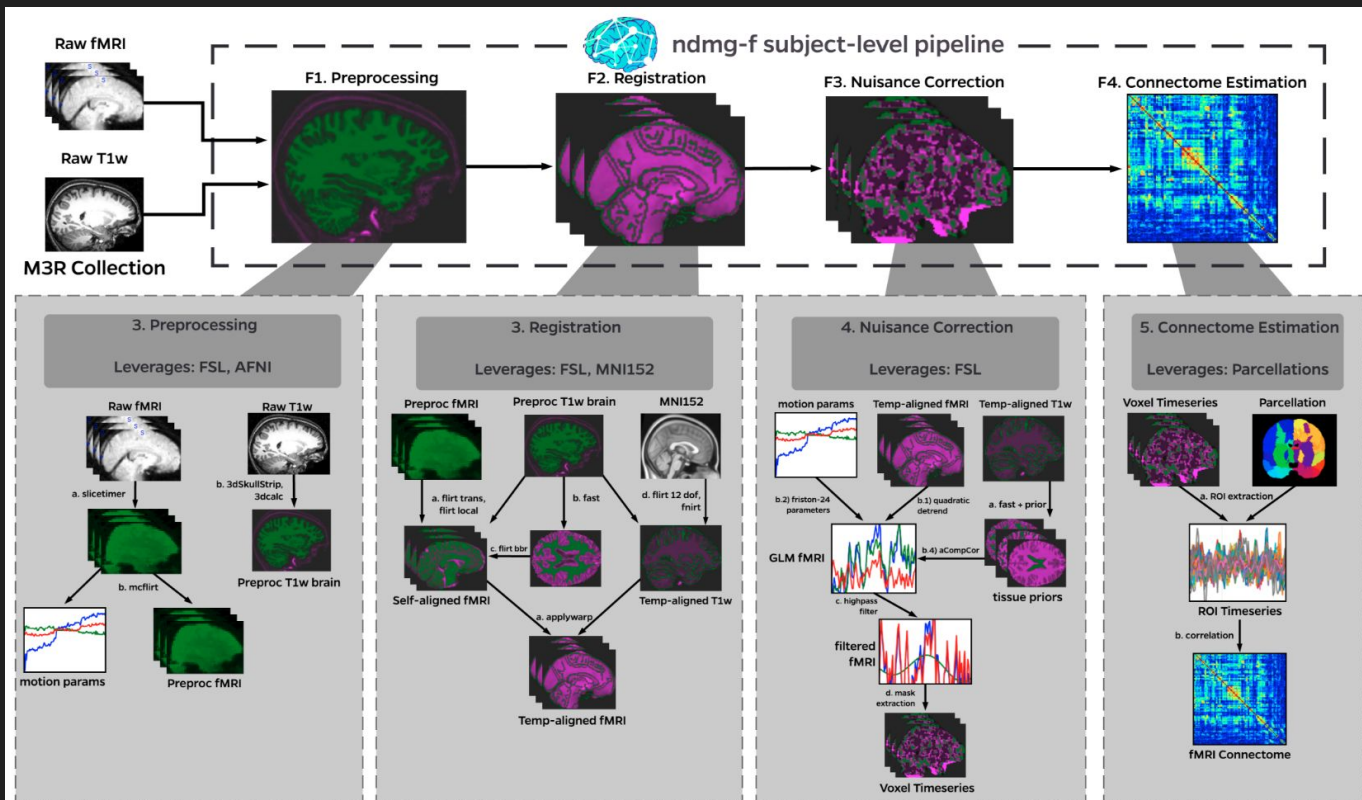 Raw fMRI
ndmg-f subject-level pipeline
F1. Preprocessing
F2. Registration
F3. Nuisance Correction
F4. Connectome Estimation
Raw T1w
M3R Collection
3. Preprocessing
Leverages: FSL, AFNI
Raw fMRI
Raw T1w
a. slicetimer
b. 3dSkullStrip,
3dcalc
Preproc T1w brain
b. mcflirt
motion params
Preproc fMRI
3. Registration
Leverages: FSL, MNI152
Preproc fMRI
Preproc T1w brain
MNI152
a. flirt trans,
flirt local
b. fast
d. flirt 12 dof,
fnirt
c. flirt bbr
Self-aligned fMRI
Temp-aligned T1w
a. applywarp
Temp-aligned fMRI
4. Nuisance Correction
Leverages: FSL
motion params
Temp-aligned fMRI
Temp-aligned T1w
b.2) friston-24
parameters
b.1) quadratic
detrend
a. fast + prior
GLM fMRI
b.4) aCompCor
tissue priors
c. highpass
filter
filtered
fMRI
d. mask
extraction
Voxel Timeseries
5. Connectome Estimation
Leverages: Parcellations
Voxel Timeseries
Parcellation
a. ROI extraction
ROI Timeseries
b. correlation
fMRI Connectome